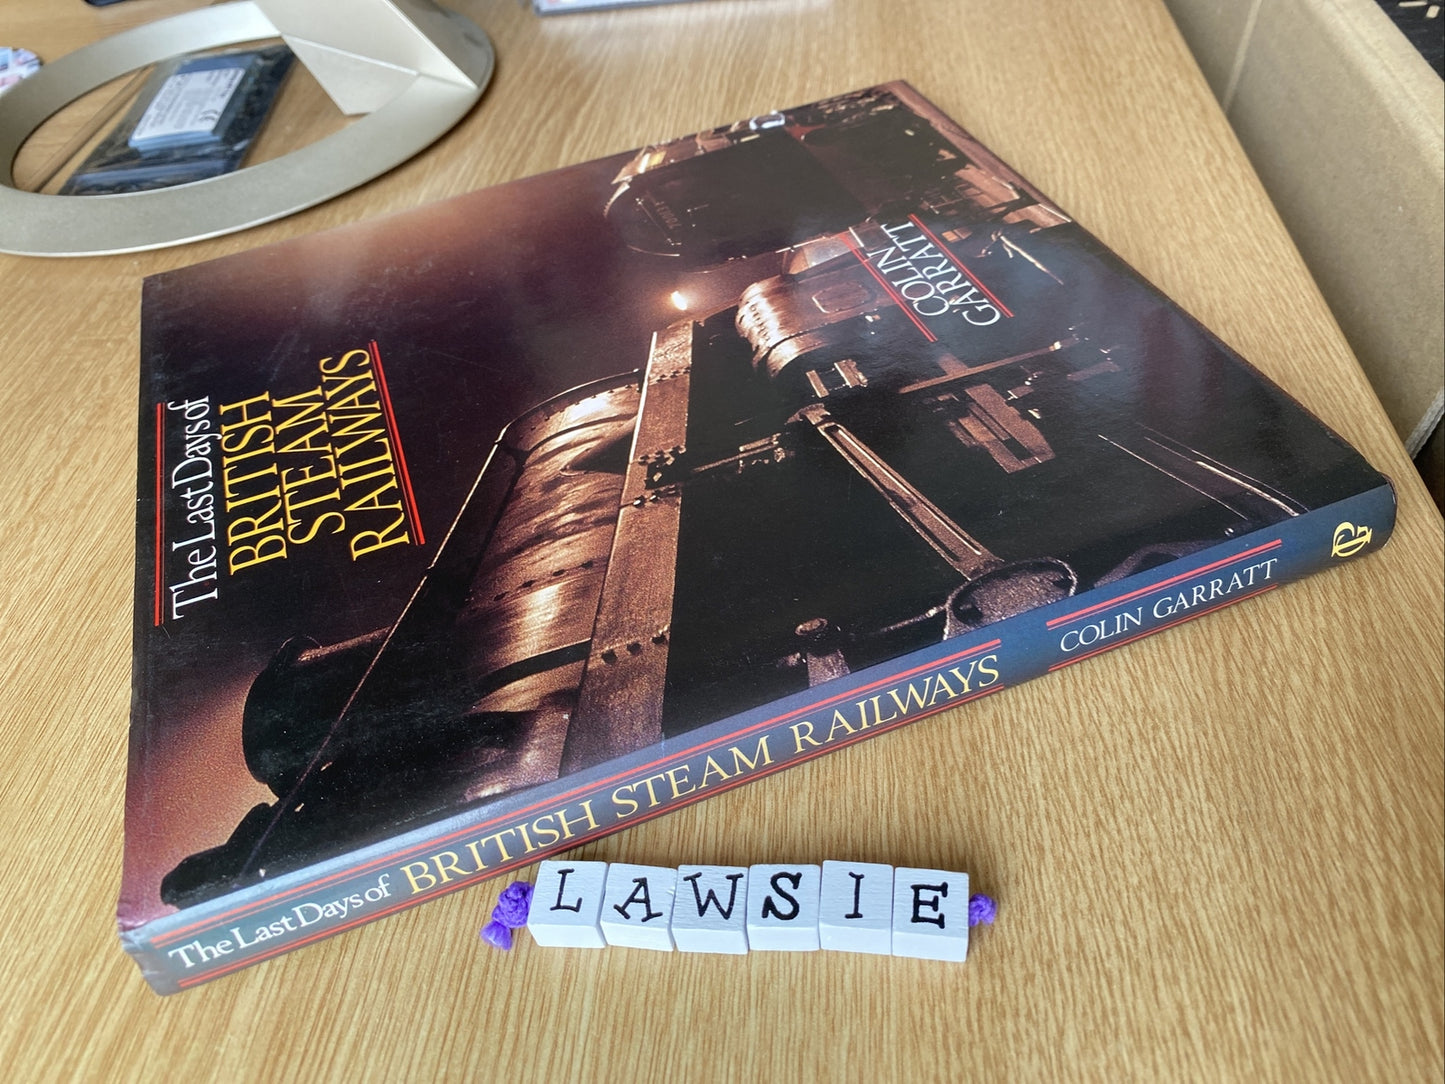 The Last Days of
BRITISH
STEAM
RAILWAYS
COLIN
GARRATT
The Last Days of BRITISH STEAM RAILWAYS COLIN GARRATT
LAWSIE